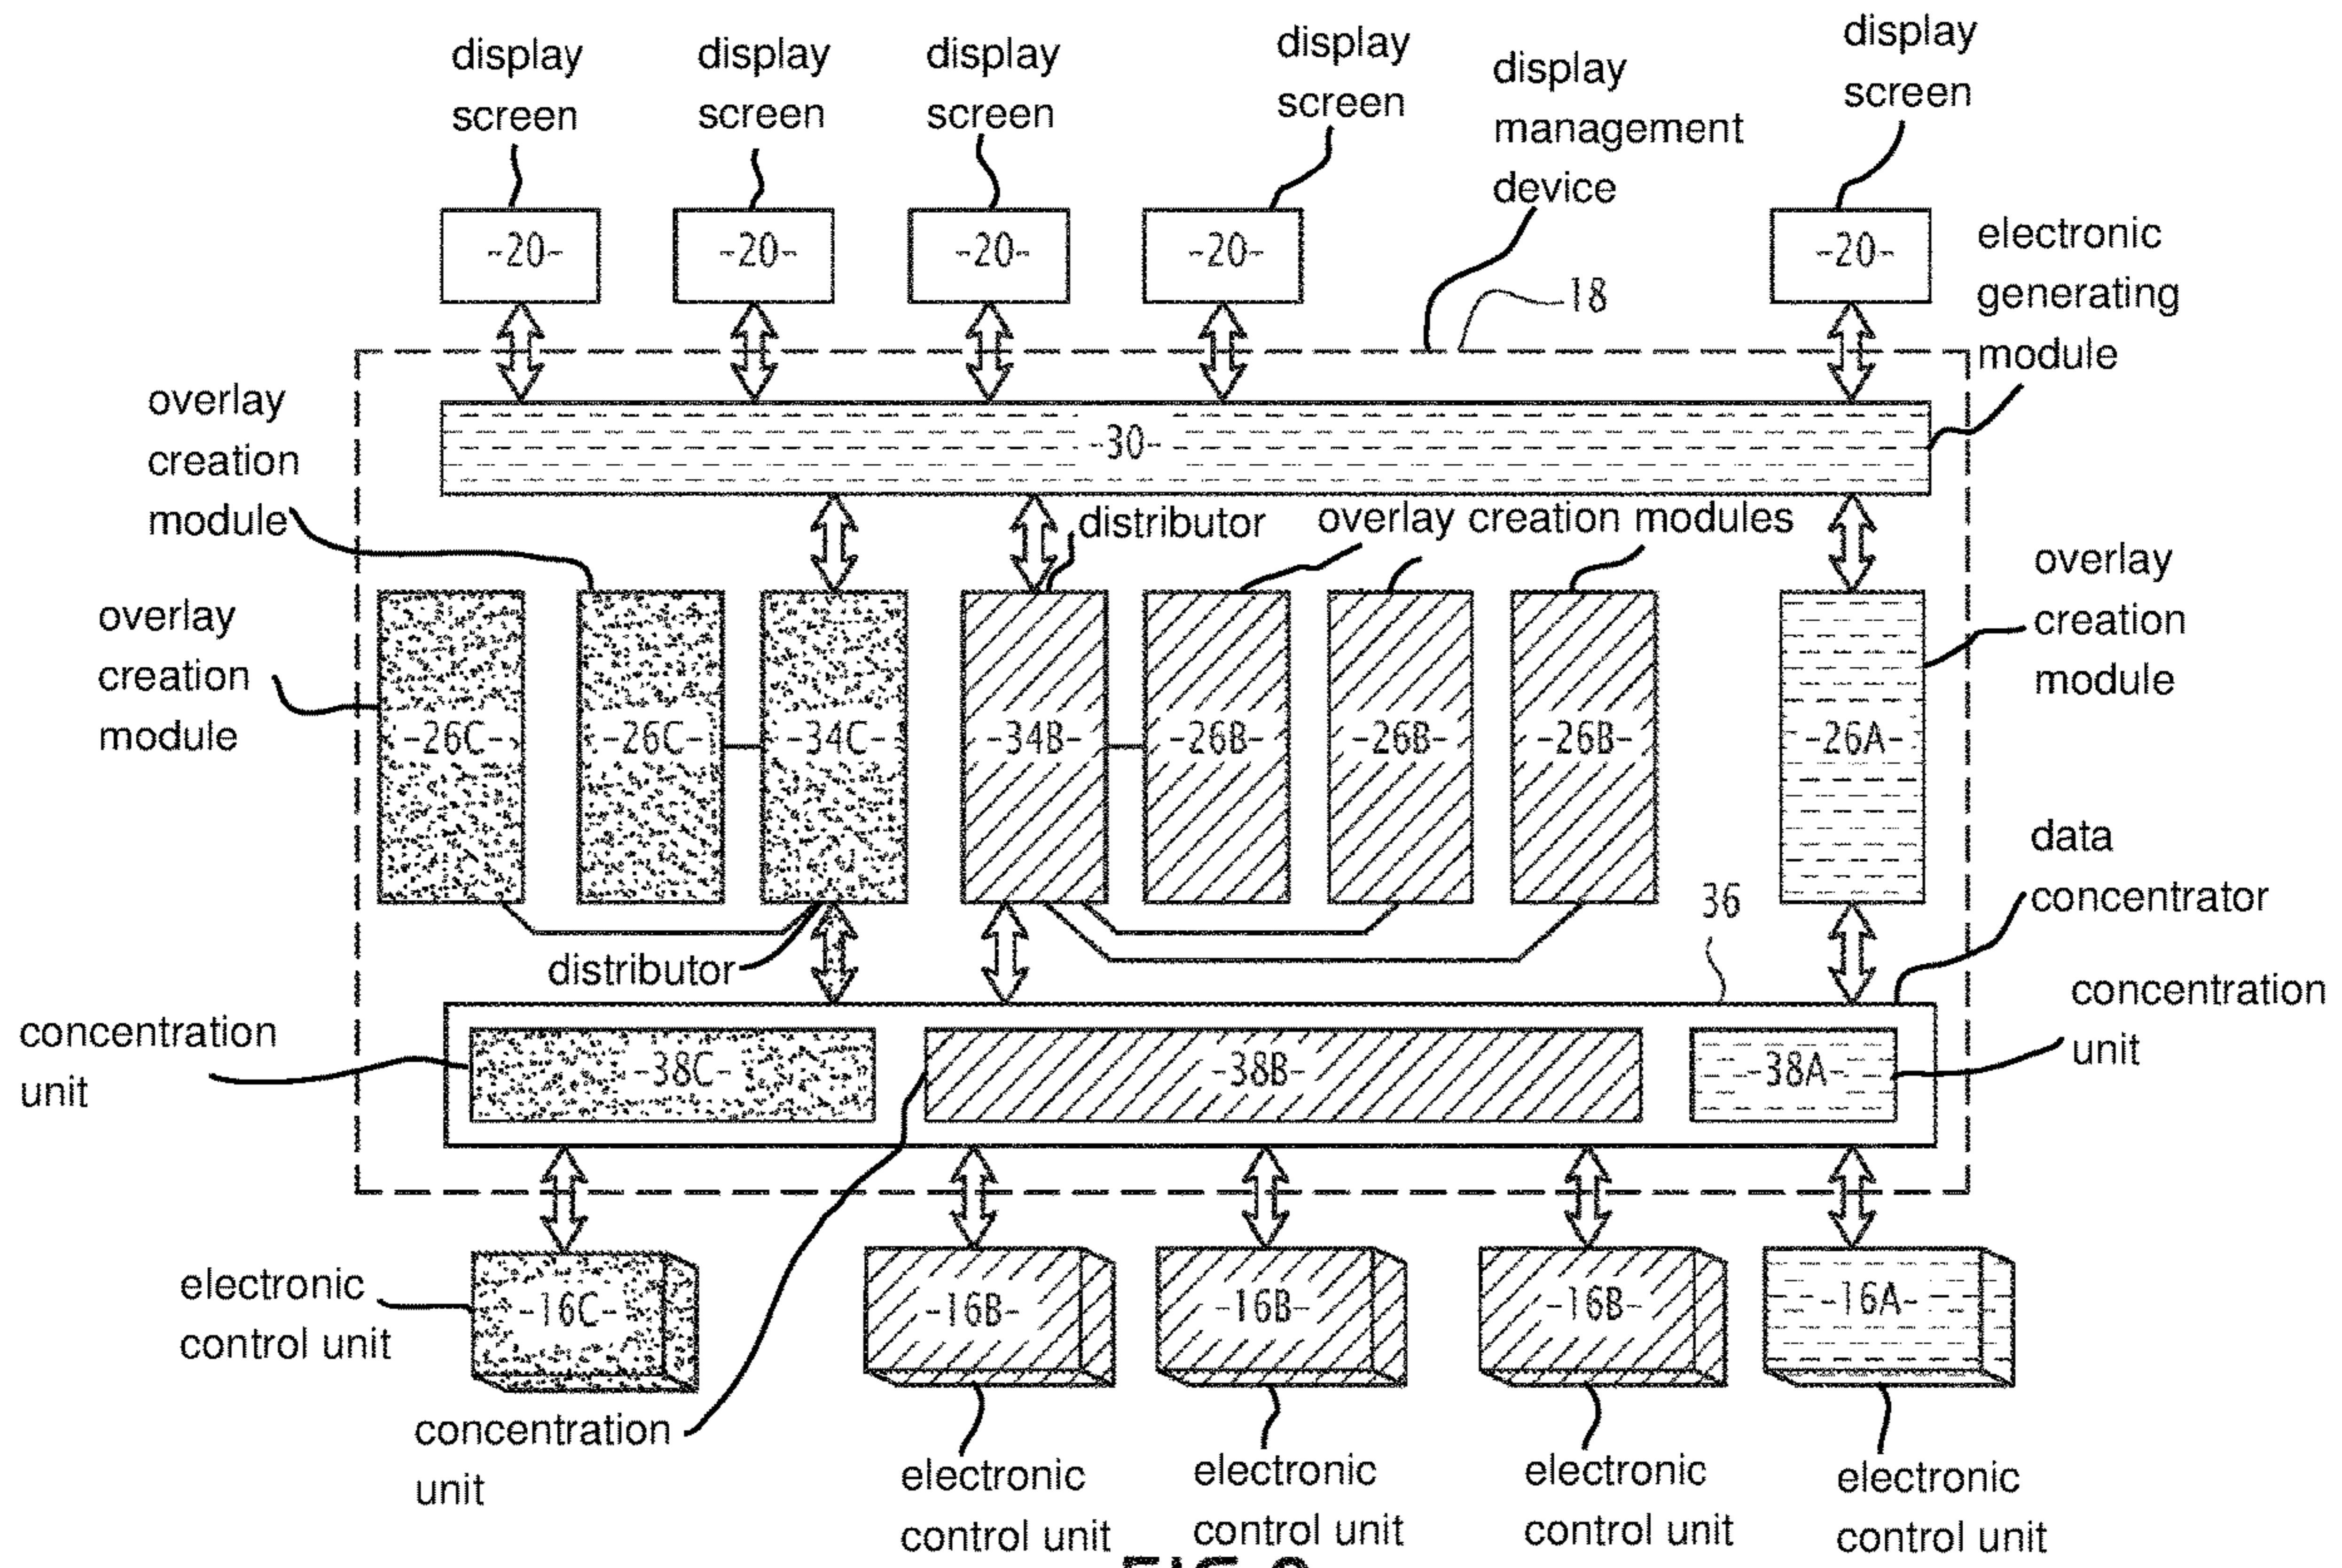 display
screen
display
screen
display
screen
display
screen
display
management
device
display
screen
-20-
-20-
-20-
-20-
-20-
18
electronic
generating
module
-30-
overlay
creation
module
distributor
overlay creation modules
overlay
creation
module
overlay
creation
module
-26C-
-26C-
-34C-
-34B-
-26B-
-26B-
-26B-
-26A-
36
data
concentrator
distributor
concentration
unit
-38C-
-38B-
-38A-
concentration
unit
-16C-
-16B-
-16B-
-16B-
-16A-
electronic
control unit
concentration
unit
electronic
control unit
electronic
control unit
electronic
control unit
electronic
control unit